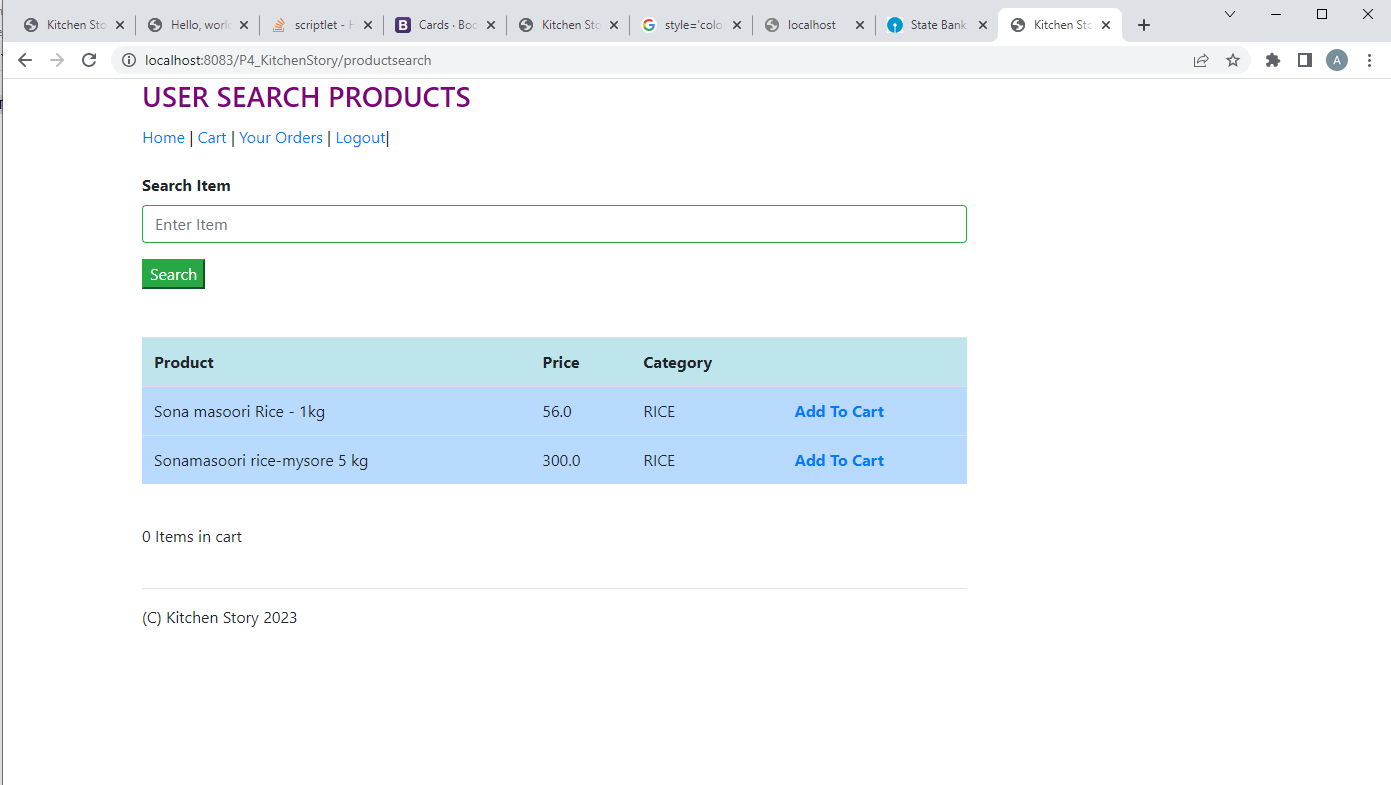 Kitchen Sto
Hello, worl
scriptlet - H
Cards · Boo
Kitchen Sto
style='colo
localhost
State Bank
Kitchen Sto
localhost:8083/P4_KitchenStory/productsearch
A
USER SEARCH PRODUCTS
Home | Cart | Your Orders | Logout|
Search Item
Enter Item
Search
Product Price Category
Sona masoori Rice - 1kg 56.0 RICE Add To Cart
Sonamasoori rice-mysore 5 kg 300.0 RICE Add To Cart
0 Items in cart
(C) Kitchen Story 2023